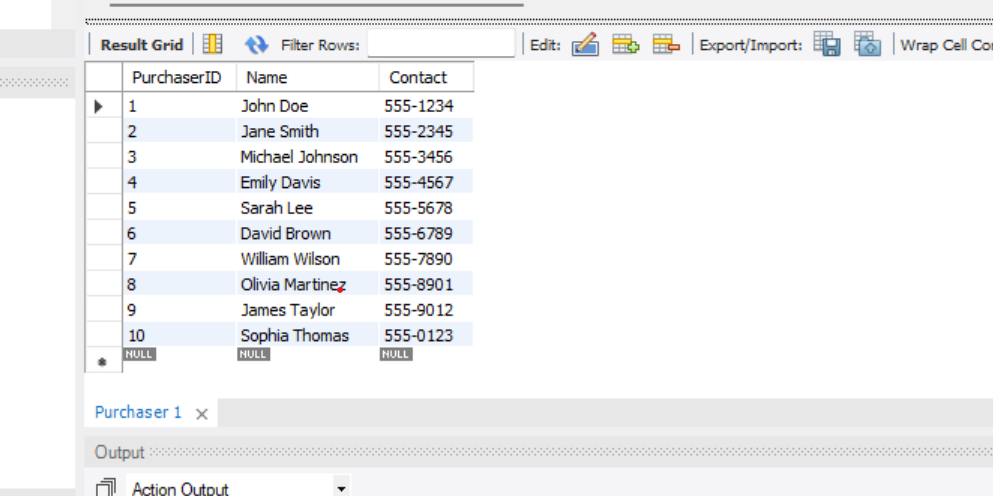 Result Grid Filter Rows: Edit: Export/Import: Wrap Cell
PurchaserID Name Contact
1 John Doe 555-1234
2 Jane Smith 555-2345
3 Michael Johnson 555-3456
4 Emily Davis 555-4567
5 Sarah Lee 555-5678
6 David Brown 555-6789
7 William Wilson 555-7890
8 Olivia Martinez 555-8901
9 James Taylor 555-9012
10 Sophia Thomas 555-0123
NULL NULL NULL
Purchaser 1
Output
Action Output